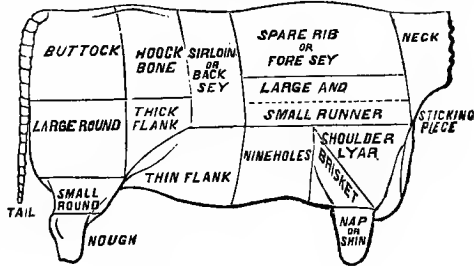 BUTTOCK
HOOCK
BONE
SIRLOIN
OR
BACK
SEY
SPARE RIB
OR
FORE SEY
NECK
LARGE AND
SMALL RUNNER
LARGE ROUND
THICK
FLANK
STICKING
PIECE
NINEHOLES
SHOULDER
LYAR
BRISKET
THIN FLANK
SMALL
ROUND
TAIL
NOUGH
NAP
OR
SHIN